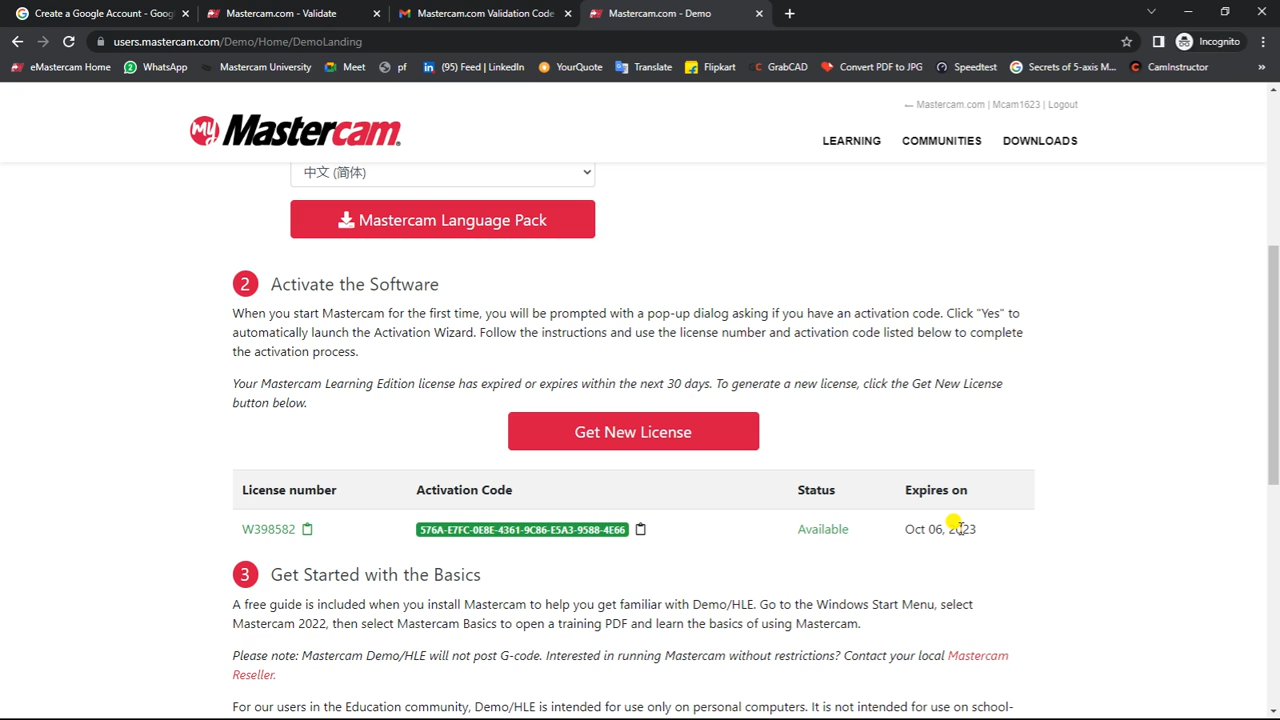 Create a Google Account - Goog
Mastercam.com - Validate
Mastercam.com Validation Code
Mastercam.com - Demo
users.mastercam.com/Demo/Home/DemoLanding
Incognito
eMastercam Home
WhatsApp
Mastercam University
Meet
pf
(95) Feed | LinkedIn
YourQuote
Translate
Flipkart
GrabCAD
Convert PDF to JPG
Speedtest
Secrets of 5-axis M...
CamInstructor
»
← Mastercam.com | Mcam1623 | Logout
my Mastercam.
LEARNING COMMUNITIES DOWNLOADS
中文 (简体)
Mastercam Language Pack
2 Activate the Software
When you start Mastercam for the first time, you will be prompted with a pop-up dialog asking if you have an activation code. Click "Yes" to
automatically launch the Activation Wizard. Follow the instructions and use the license number and activation code listed below to complete
the activation process.
Your Mastercam Learning Edition license has expired or expires within the next 30 days. To generate a new license, click the Get New License
button below.
Get New License
License number Activation Code Status Expires on
W398582 576A-E7FC-0E8E-4361-9C86-E5A3-9588-4E66 Available Oct 06, 2023
3 Get Started with the Basics
A free guide is included when you install Mastercam to help you get familiar with Demo/HLE. Go to the Windows Start Menu, select
Mastercam 2022, then select Mastercam Basics to open a training PDF and learn the basics of using Mastercam.
Please note: Mastercam Demo/HLE will not post G-code. Interested in running Mastercam without restrictions? Contact your local Mastercam
Reseller.
For our users in the Education community, Demo/HLE is intended for use only on personal computers. It is not intended for use on school-